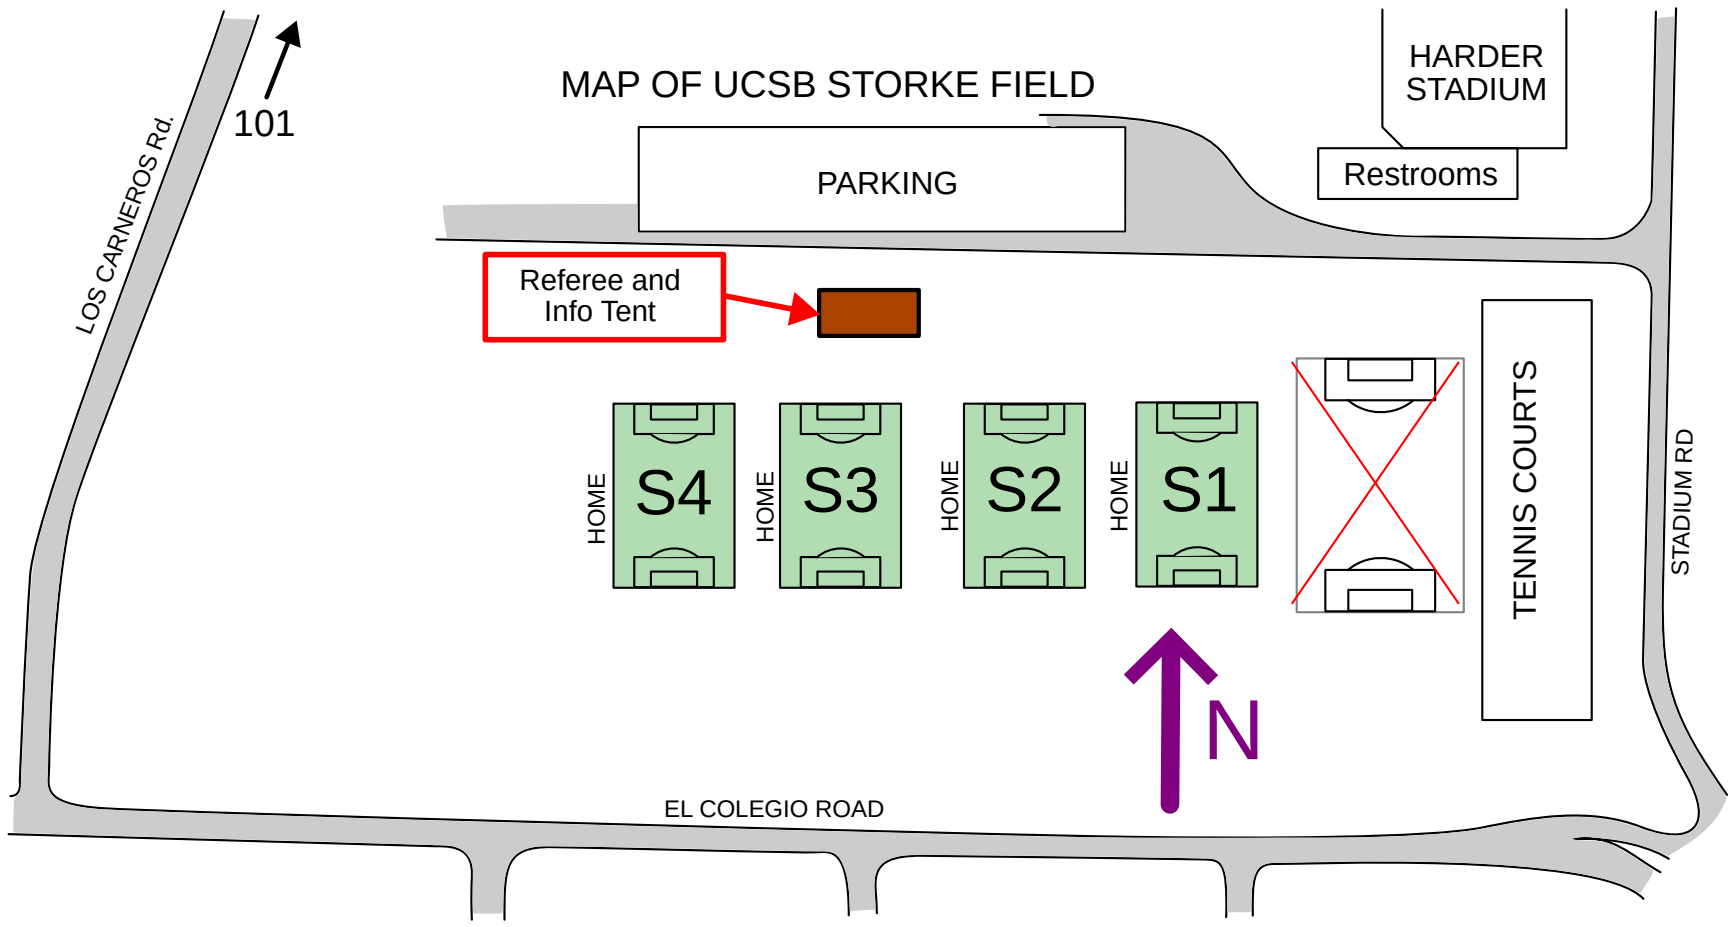 MAP OF UCSB STORKE FIELD
101
LOS CARNEROS Rd.
HARDER
STADIUM
Restrooms
PARKING
Referee and
Info Tent
HOME
S4
HOME
S3
HOME
S2
HOME
S1
TENNIS COURTS
STADIUM RD
N
EL COLEGIO ROAD